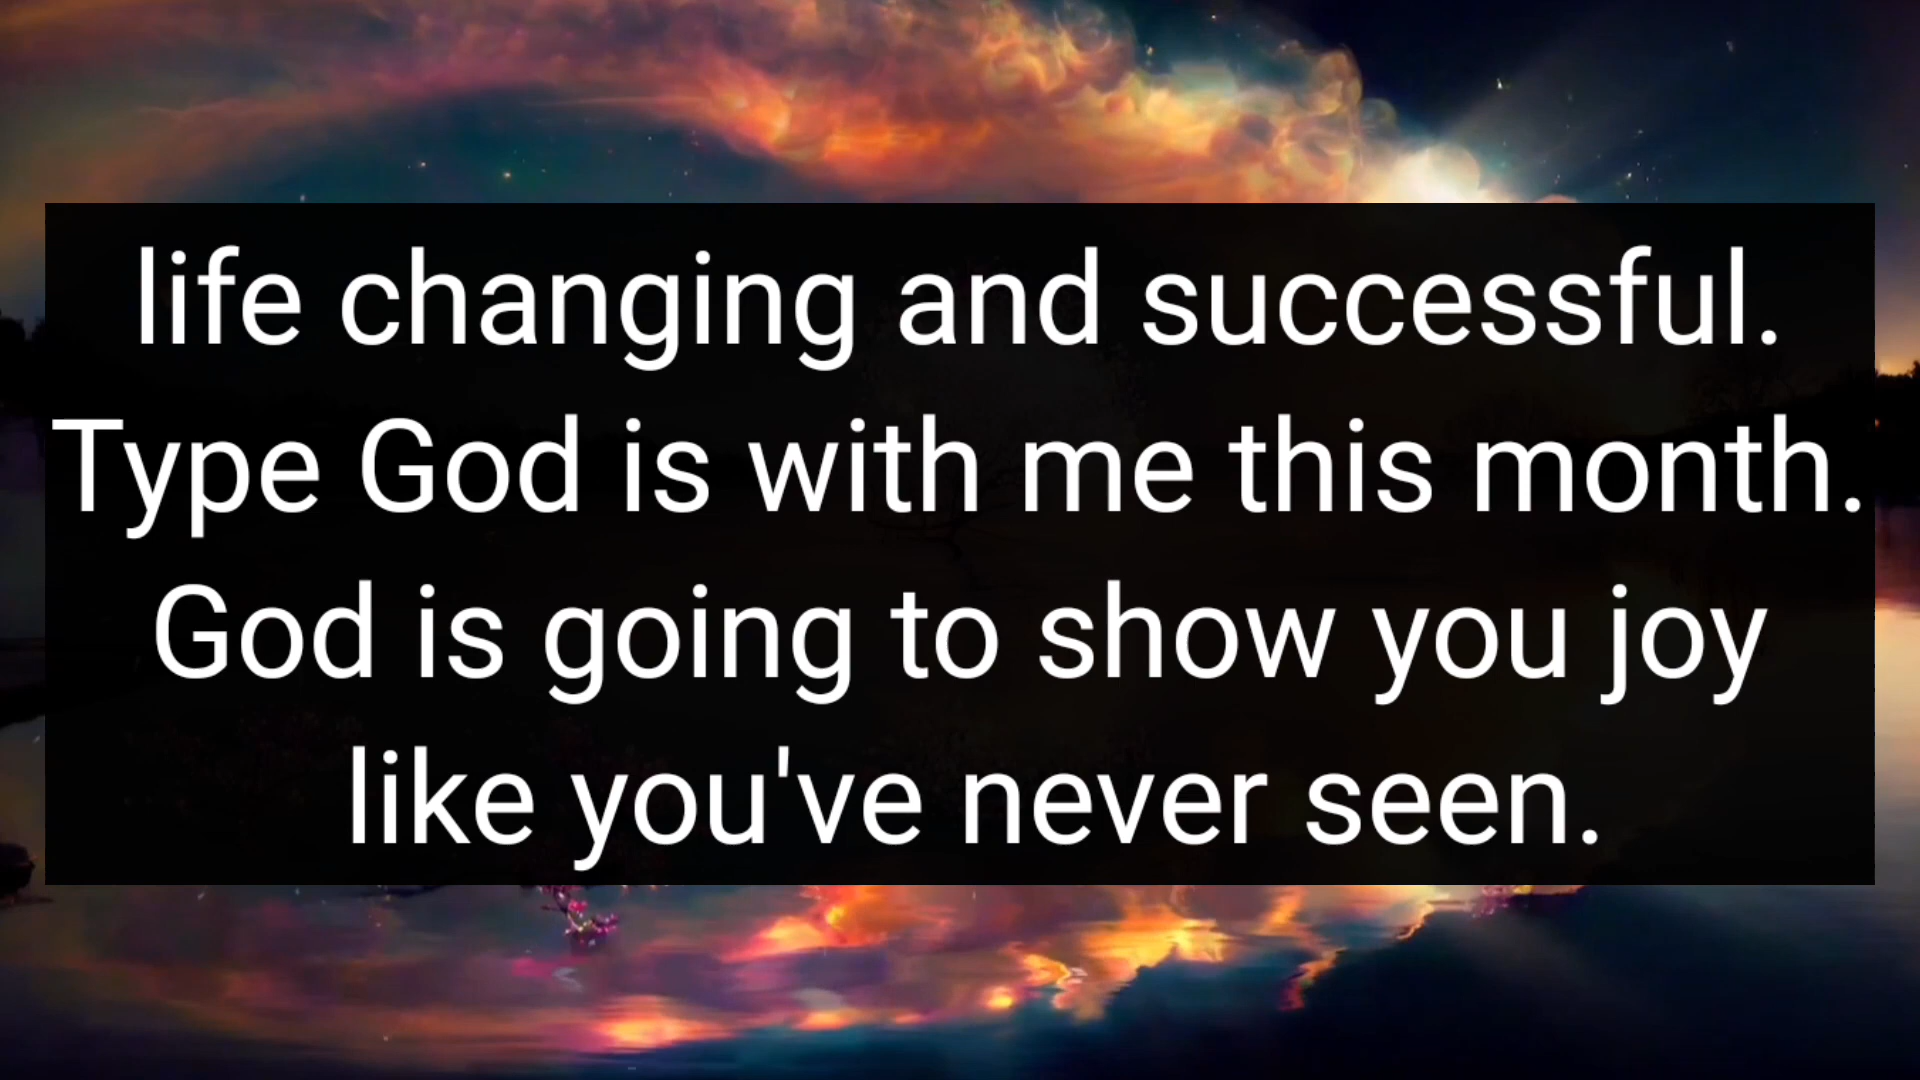 life changing and successful.
Type God is with me this month.
God is going to show you joy
like you've never seen.